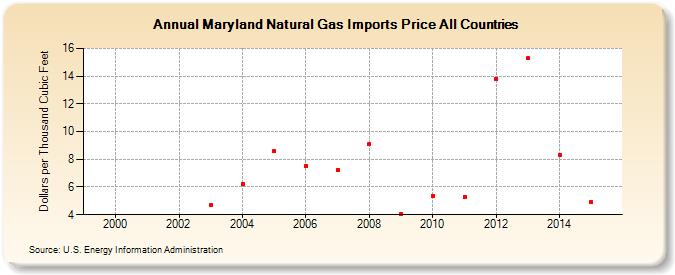 Annual Maryland Natural Gas Imports Price All Countries
Dollars per Thousand Cubic Feet
16
14
12
10
8
6
4
2000 2002 2004 2006 2008 2010 2012 2014
Source: U.S. Energy Information Administration